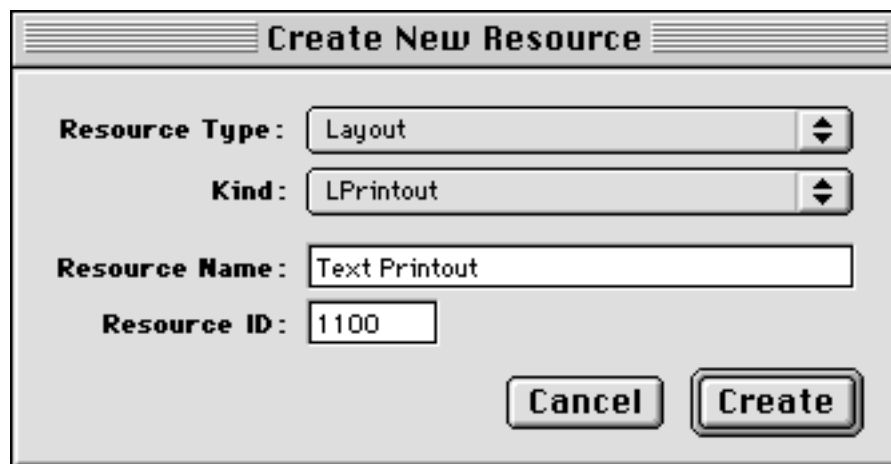 Create New Resource
Resource Type: Layout
Kind: LPrintout
Resource Name: Text Printout
Resource ID: 1100
Cancel Create